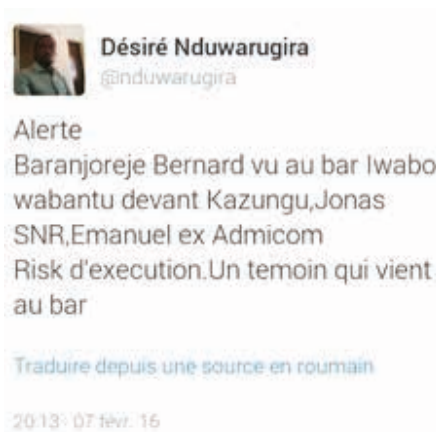 Désiré Nduwarugira
@nduwarugira
Alerte
Baranjoreje Bernard vu au bar Iwabo
wabantu devant Kazungu,Jonas
SNR,Emanuel ex Admicom
Risk d'execution.Un temoin qui vient
au bar
Traduire depuis une source en roumain
20:13 · 07 févr. 16